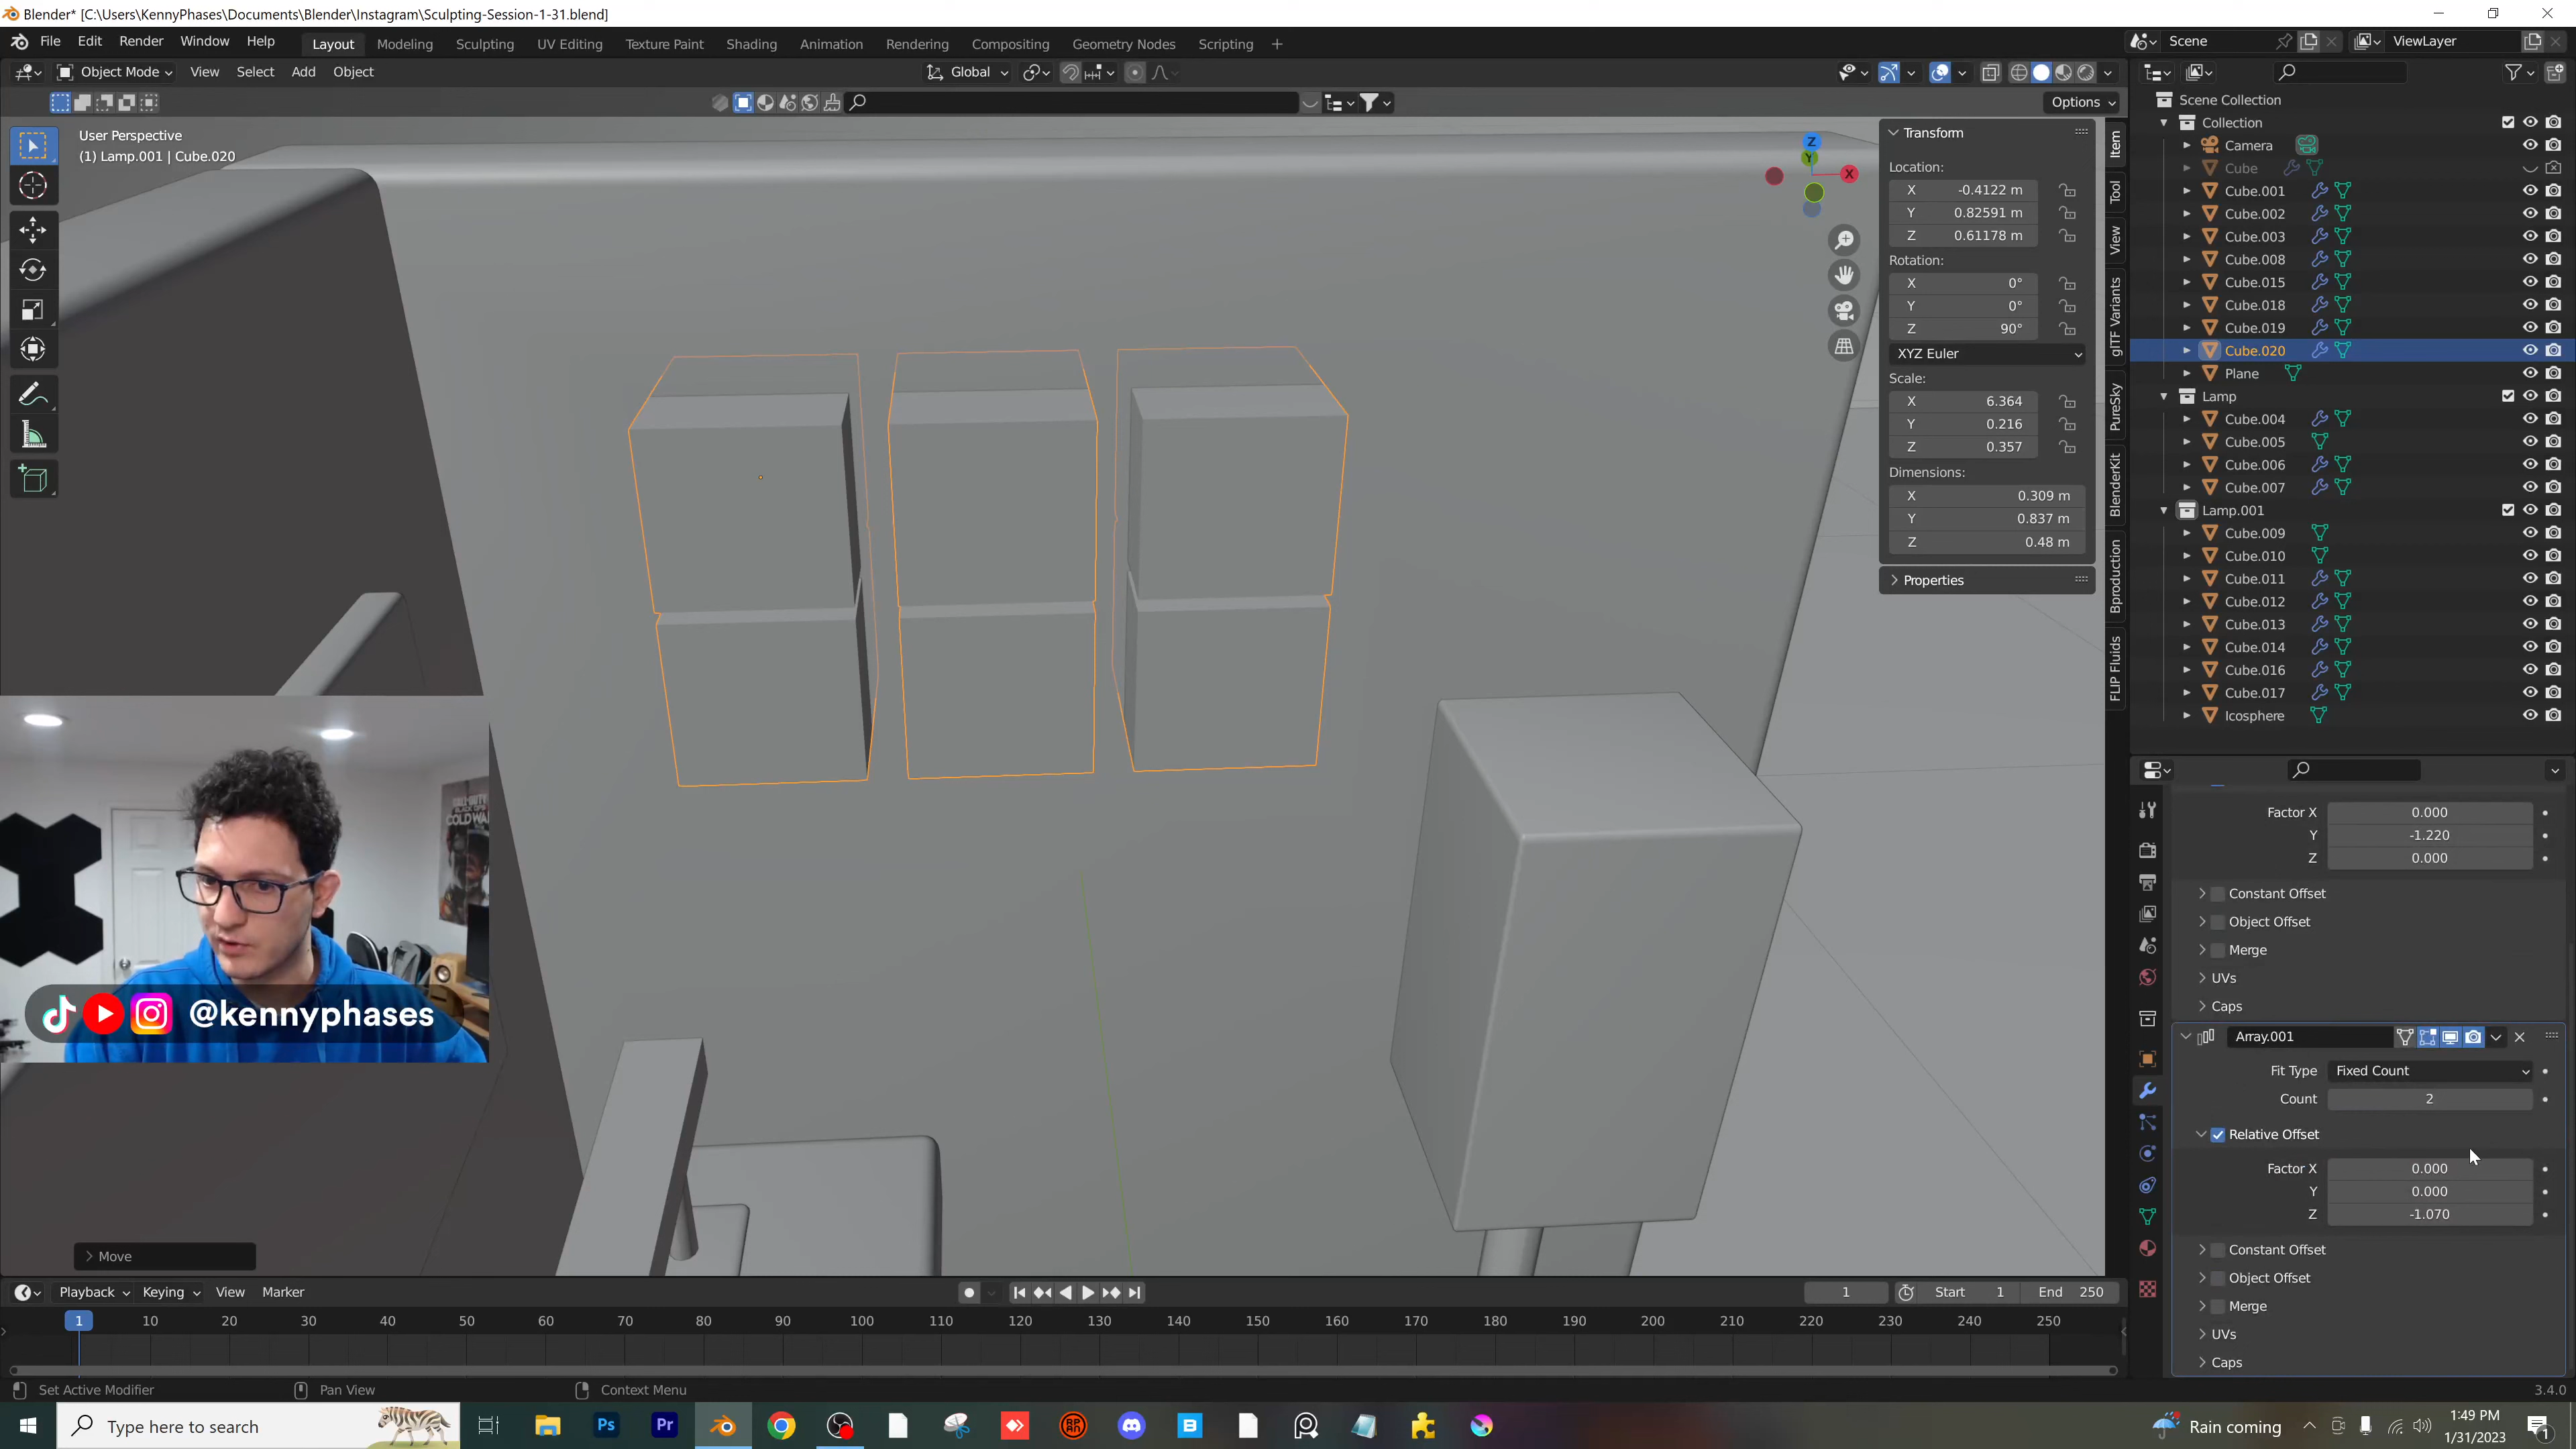 Blender* [C:\Users\KennyPhases\Documents\Blender\Instagram\Sculpting-Session-1-31.blend]
File Edit Render Window Help Layout Modeling Sculpting UV Editing Texture Paint Shading Animation Rendering Compositing Geometry Nodes Scripting + Scene ViewLayer
Object Mode View Select Add Object Global
Options
User Perspective
(1) Lamp.001 | Cube.020
Z
Y
X
Transform
Location:
X -0.4122 m
Y 0.82591 m
Z 0.61178 m
Rotation:
X 0°
Y 0°
Z 90°
XYZ Euler
Scale:
X 6.364
Y 0.216
Z 0.357
Dimensions:
X 0.309 m
Y 0.837 m
Z 0.48 m
Properties
Item
Tool
View
glTF Variants
PureSky
BlenderKit
Bproduction
FLIP Fluids
Scene Collection
Collection
Camera
Cube
Cube.001
Cube.002
Cube.003
Cube.008
Cube.015
Cube.018
Cube.019
Cube.020
Plane
Lamp
Cube.004
Cube.005
Cube.006
Cube.007
Lamp.001
Cube.009
Cube.010
Cube.011
Cube.012
Cube.013
Cube.014
Cube.016
Cube.017
Icosphere
Factor X 0.000
Y -1.220
Z 0.000
Constant Offset
Object Offset
Merge
UVs
Caps
Array.001
Fit Type Fixed Count
Count 2
Relative Offset
Factor X 0.000
Y 0.000
Z -1.070
Constant Offset
Object Offset
Merge
UVs
Caps
CALL OF DUTY
BLACK OPS
COLD WAR
@kennyphases
Move
Playback Keying View Marker 1 Start 1 End 250
1 10 20 30 40 50 60 70 80 90 100 110 120 130 140 150 160 170 180 190 200 210 220 230 240 250
Set Active Modifier Pan View Context Menu 3.4.0
Type here to search Ps Pr B Rain coming 1:49 PM
1/31/2023 1